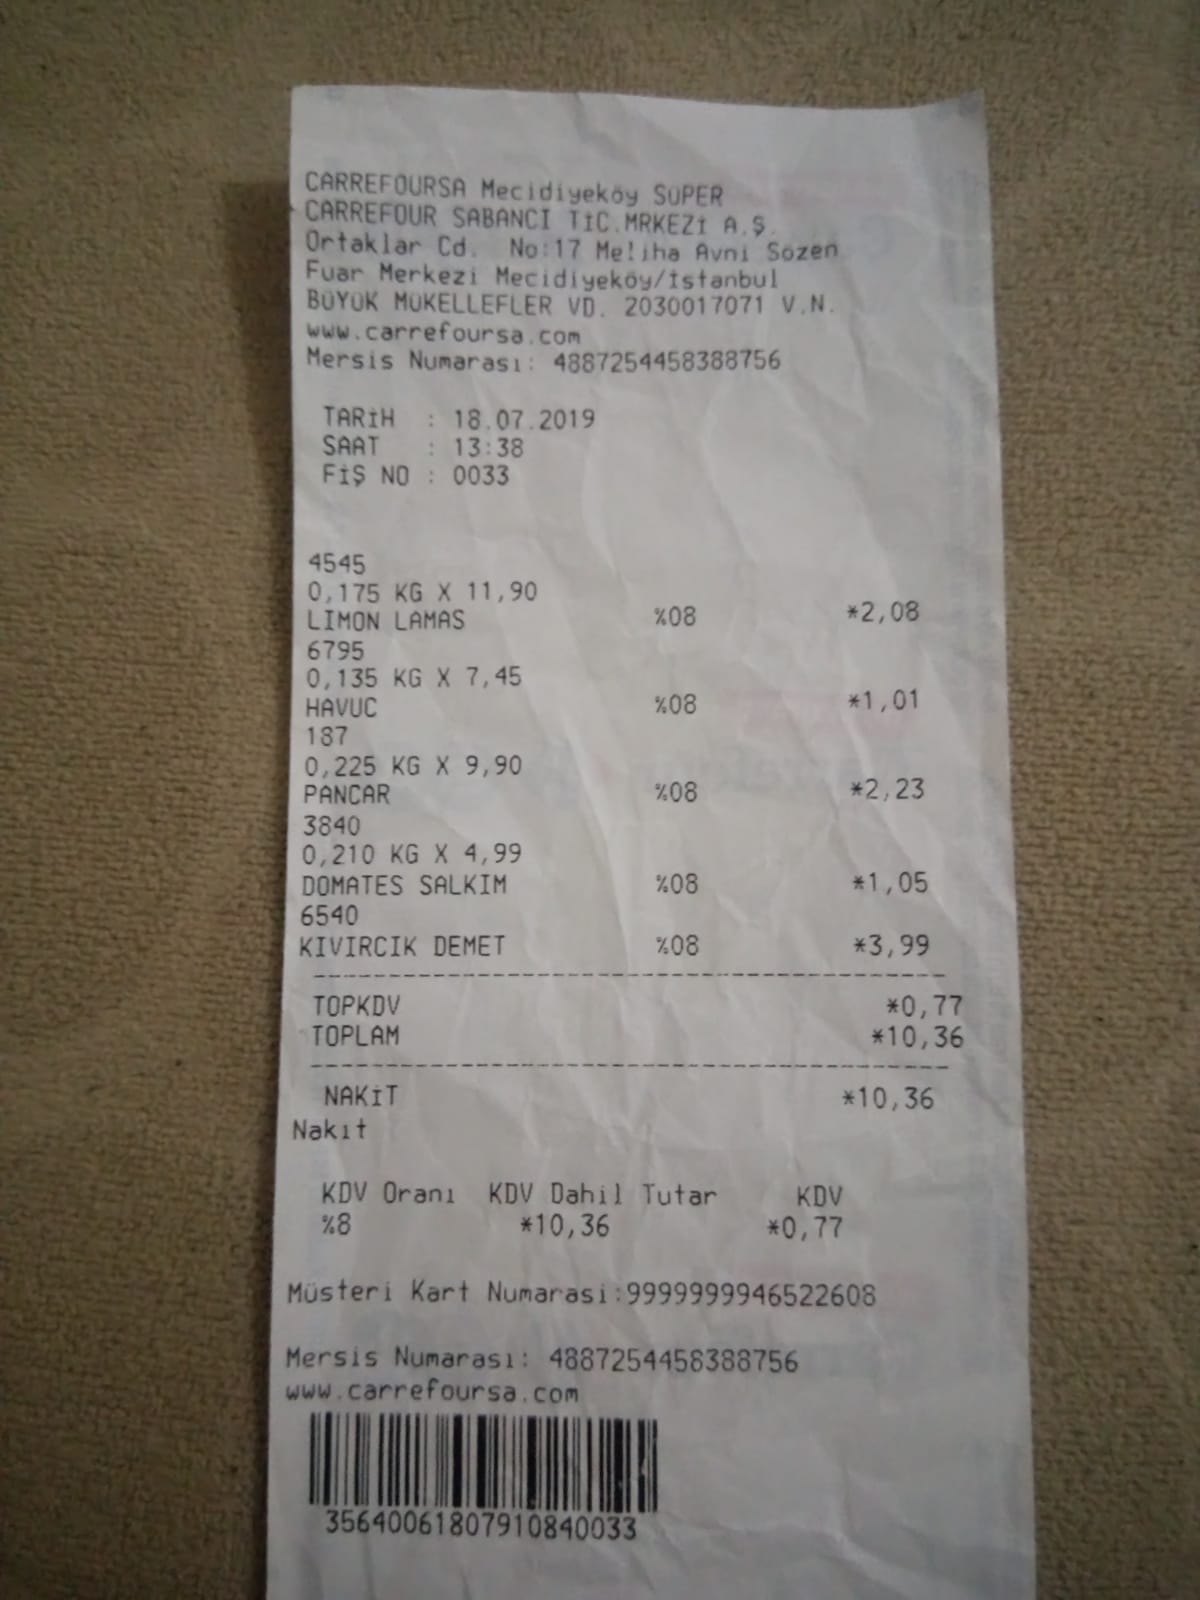 CARREFOURSA Mecidiyeköy SÜPER
CARREFOUR SABANCI TİC.MRKEZİ A.Ş.
Ortaklar Cd. No:17 Meliha Avni Sözen
Fuar Merkezi Mecidiyeköy/İstanbul
BÜYÜK MÜKELLEFLER VD. 2030017071 V.N.
www.carrefoursa.com
Mersis Numarası: 4887254458388756
TARİH : 18.07.2019
SAAT : 13:38
FİŞ NO : 0033
4545
0,175 KG X 11,90
LIMON LAMAS %08 *2,08
6795
0,135 KG X 7,45
HAVUC %08 *1,01
187
0,225 KG X 9,90
PANCAR %08 *2,23
3840
0,210 KG X 4,99
DOMATES SALKIM %08 *1,05
6540
KIVIRCIK DEMET %08 *3,99
TOPKDV *0,77
TOPLAM *10,36
NAKİT *10,36
Nakıt
KDV Oranı KDV Dahil Tutar KDV
%8 *10,36 *0,77
Müsteri Kart Numarasi:9999999946522608
Mersis Numarası: 4887254458388756
www.carrefoursa.com
35640061807910840033